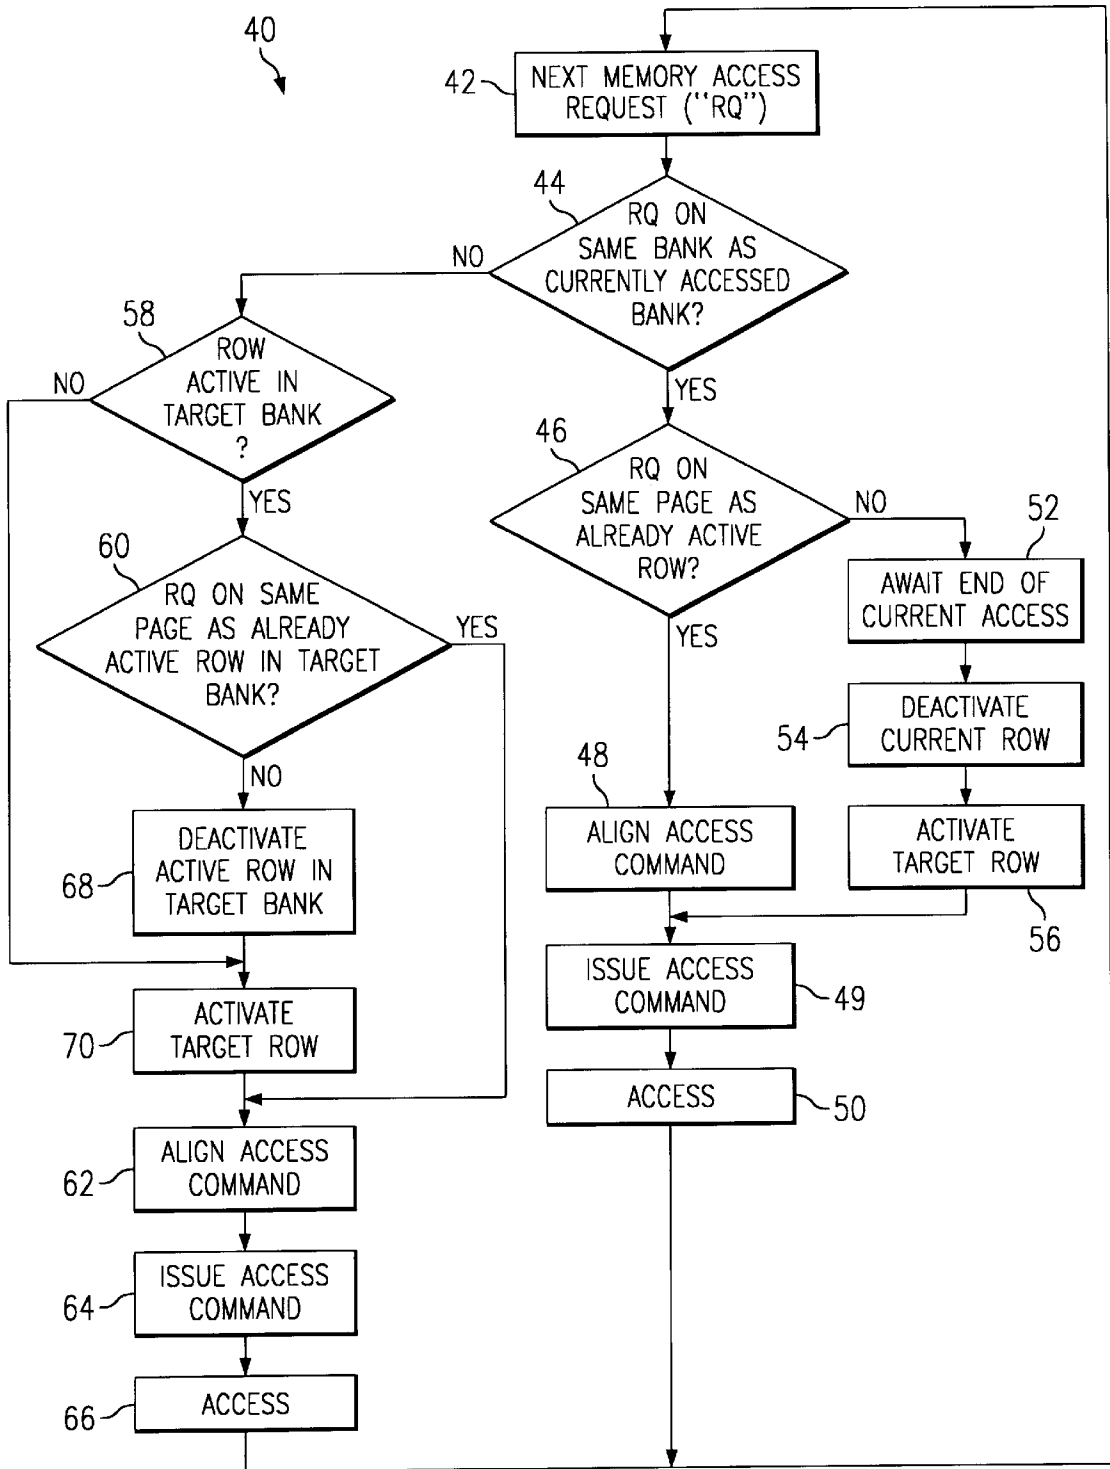 40
42
NEXT MEMORY ACCESS
REQUEST ("RQ")
44
RQ ON
SAME BANK AS
CURRENTLY ACCESSED
BANK?
NO
YES
58
ROW
ACTIVE IN
TARGET BANK
?
NO
YES
46
RQ ON
SAME PAGE AS
ALREADY ACTIVE
ROW?
NO
YES
52
AWAIT END OF
CURRENT ACCESS
60
RQ ON SAME
PAGE AS ALREADY
ACTIVE ROW IN TARGET
BANK?
YES
NO
54
DEACTIVATE
CURRENT ROW
48
ALIGN ACCESS
COMMAND
ACTIVATE
TARGET ROW
56
68
DEACTIVATE
ACTIVE ROW IN
TARGET BANK
ISSUE ACCESS
COMMAND
49
70
ACTIVATE
TARGET ROW
ACCESS
50
62
ALIGN ACCESS
COMMAND
64
ISSUE ACCESS
COMMAND
66
ACCESS